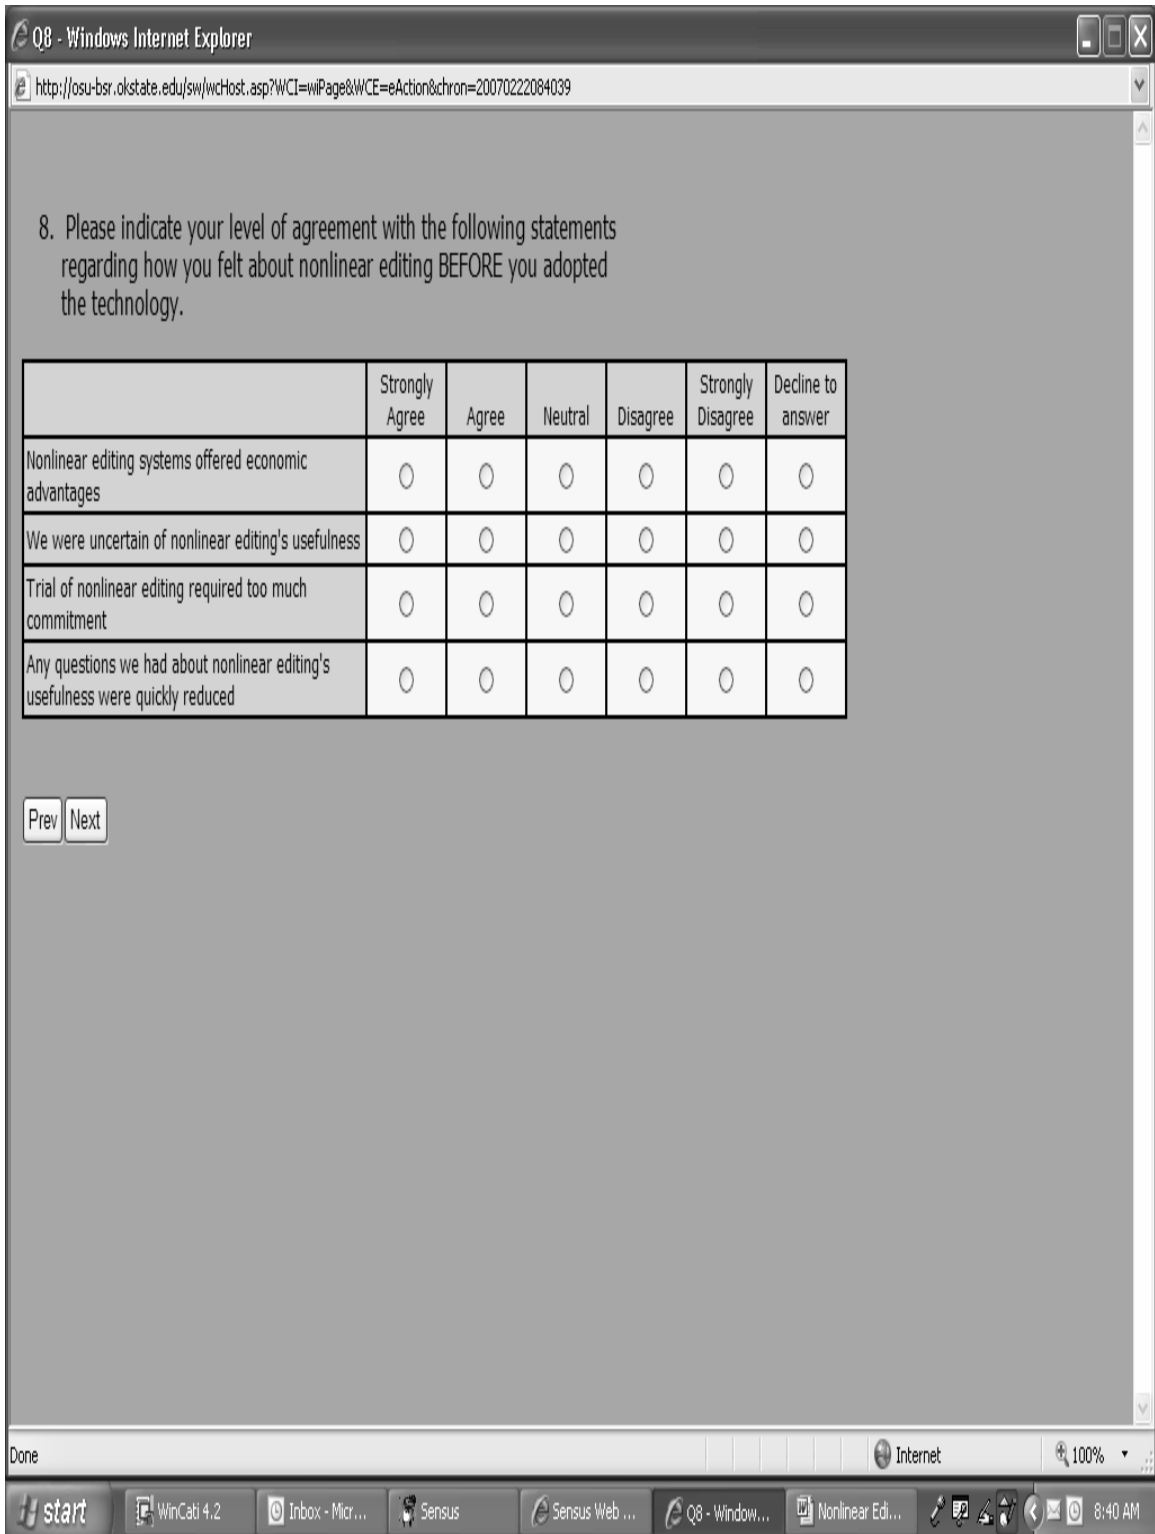 Q8 - Windows Internet Explorer
http://osu-bsr.okstate.edu/sw/wcHost.asp?WCI=wiPage&WCE=eAction&chron=20070222084039
8. Please indicate your level of agreement with the following statements
regarding how you felt about nonlinear editing BEFORE you adopted
the technology.
Strongly Agree Agree Neutral Disagree Strongly Disagree Decline to answer
Nonlinear editing systems offered economic
advantages
We were uncertain of nonlinear editing's usefulness
Trial of nonlinear editing required too much
commitment
Any questions we had about nonlinear editing's
usefulness were quickly reduced
Prev Next
Done Internet 100%
start WinCati 4.2 Inbox - Micr... Sensus Sensus Web ... Q8 - Window... Nonlinear Edi... 8:40 AM